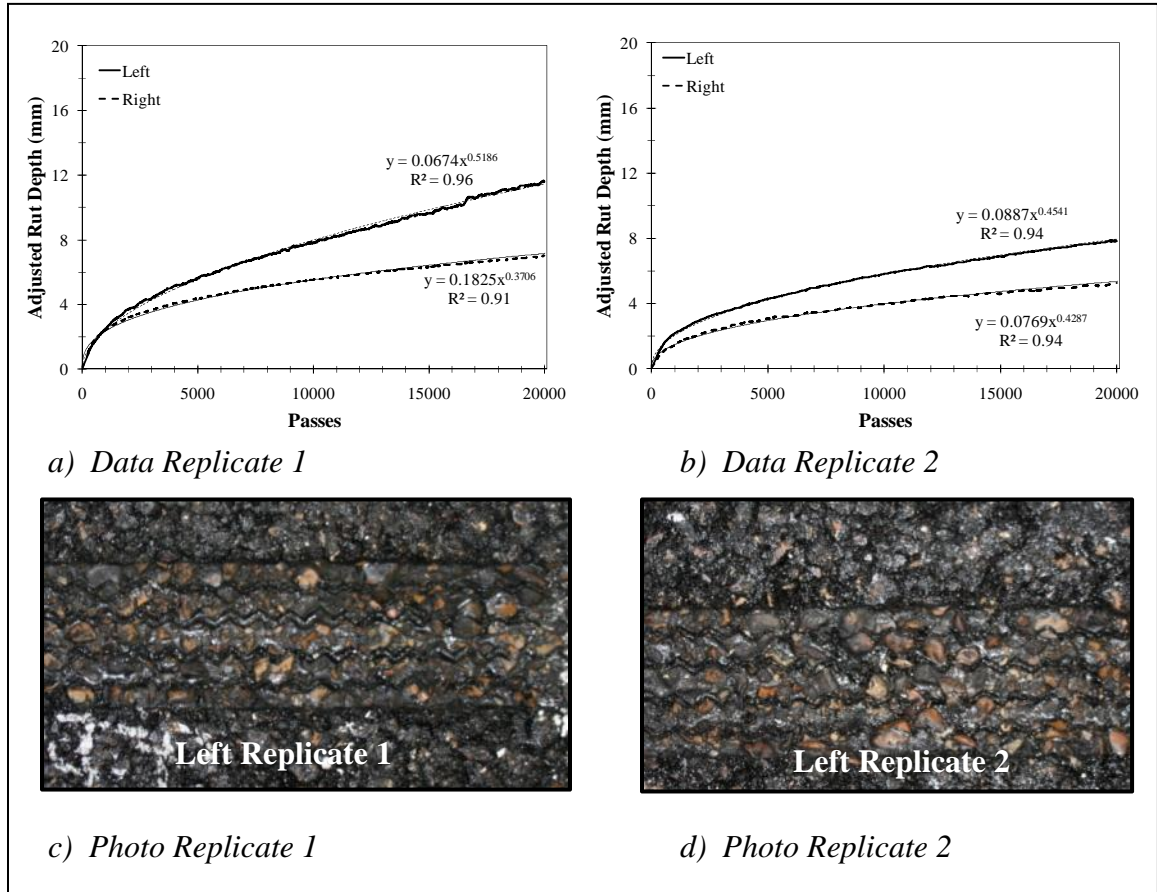 20
16
12
8
4
0
Adjusted Rut Depth (mm)
Left
Right
y = 0.0674x^0.5186
R² = 0.96
y = 0.1825x^0.3706
R² = 0.91
0 5000 10000 15000 20000
Passes
a) Data Replicate 1
20
16
12
8
4
0
Adjusted Rut Depth (mm)
Left
Right
y = 0.0887x^0.4541
R² = 0.94
y = 0.0769x^0.4287
R² = 0.94
0 5000 10000 15000 20000
Passes
b) Data Replicate 2
Left Replicate 1
c) Photo Replicate 1
Left Replicate 2
d) Photo Replicate 2